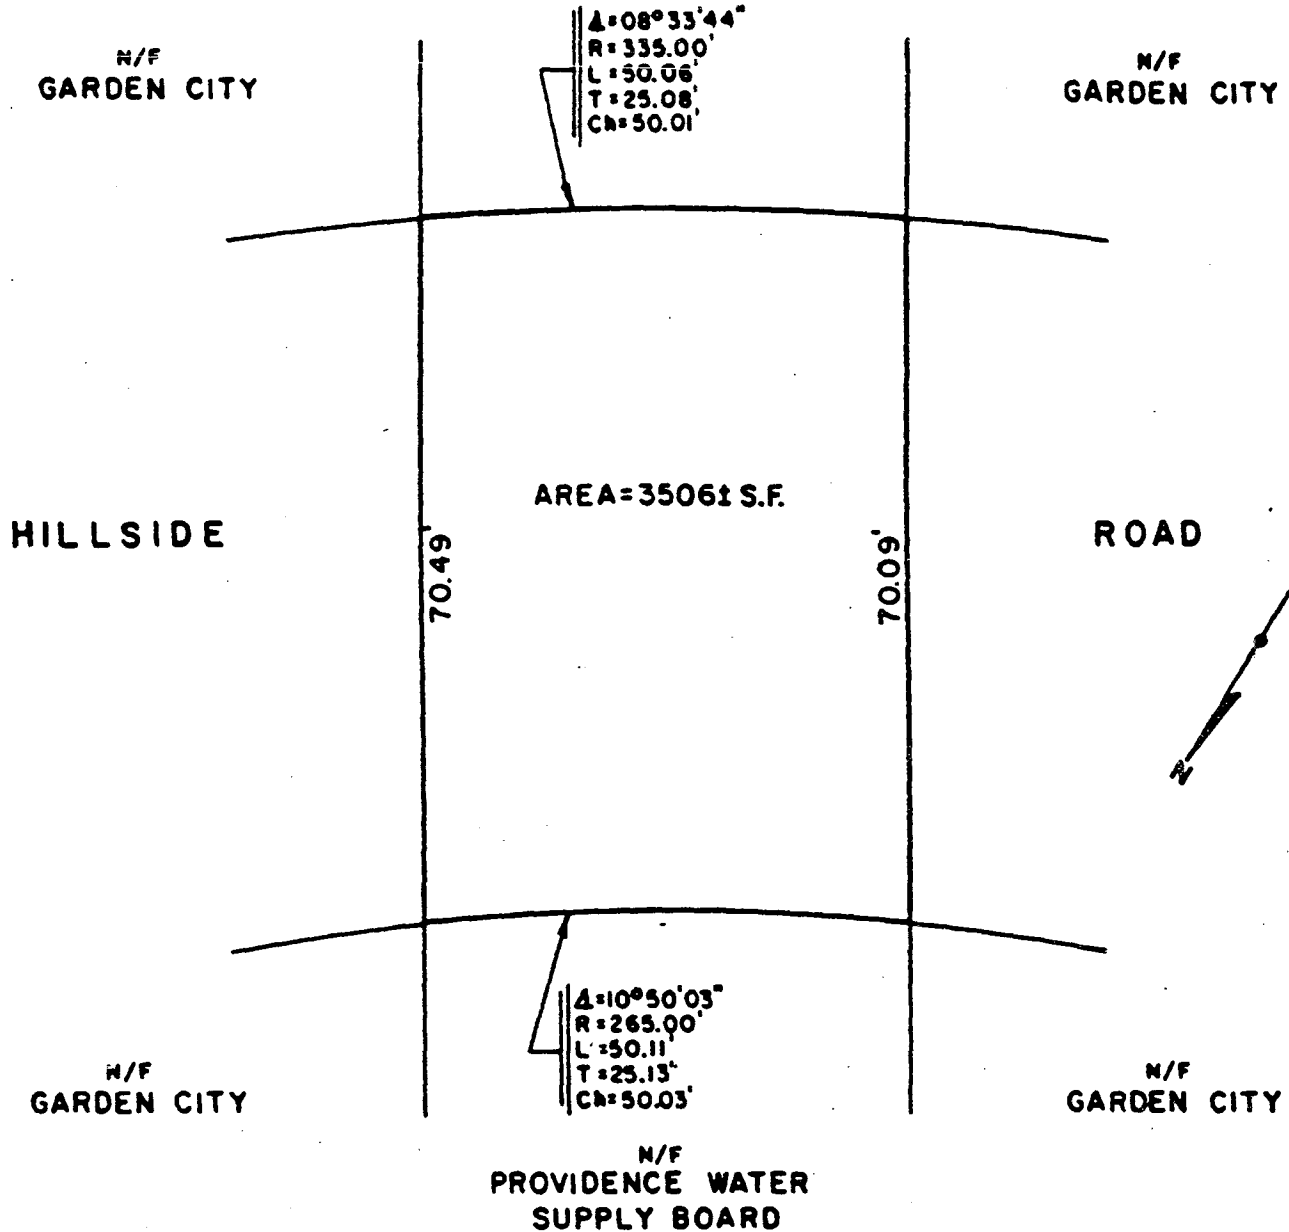 Δ=08°33'44"
R=335.00'
L=50.06'
T=25.08'
Ch=50.01'
N/F
GARDEN CITY
N/F
GARDEN CITY
AREA=3506± S.F.
HILLSIDE
ROAD
70.49'
70.09'
N
Δ=10°50'03"
R=265.00'
L=50.11'
T=25.13'
Ch=50.03'
N/F
GARDEN CITY
N/F
GARDEN CITY
N/F
PROVIDENCE WATER
SUPPLY BOARD